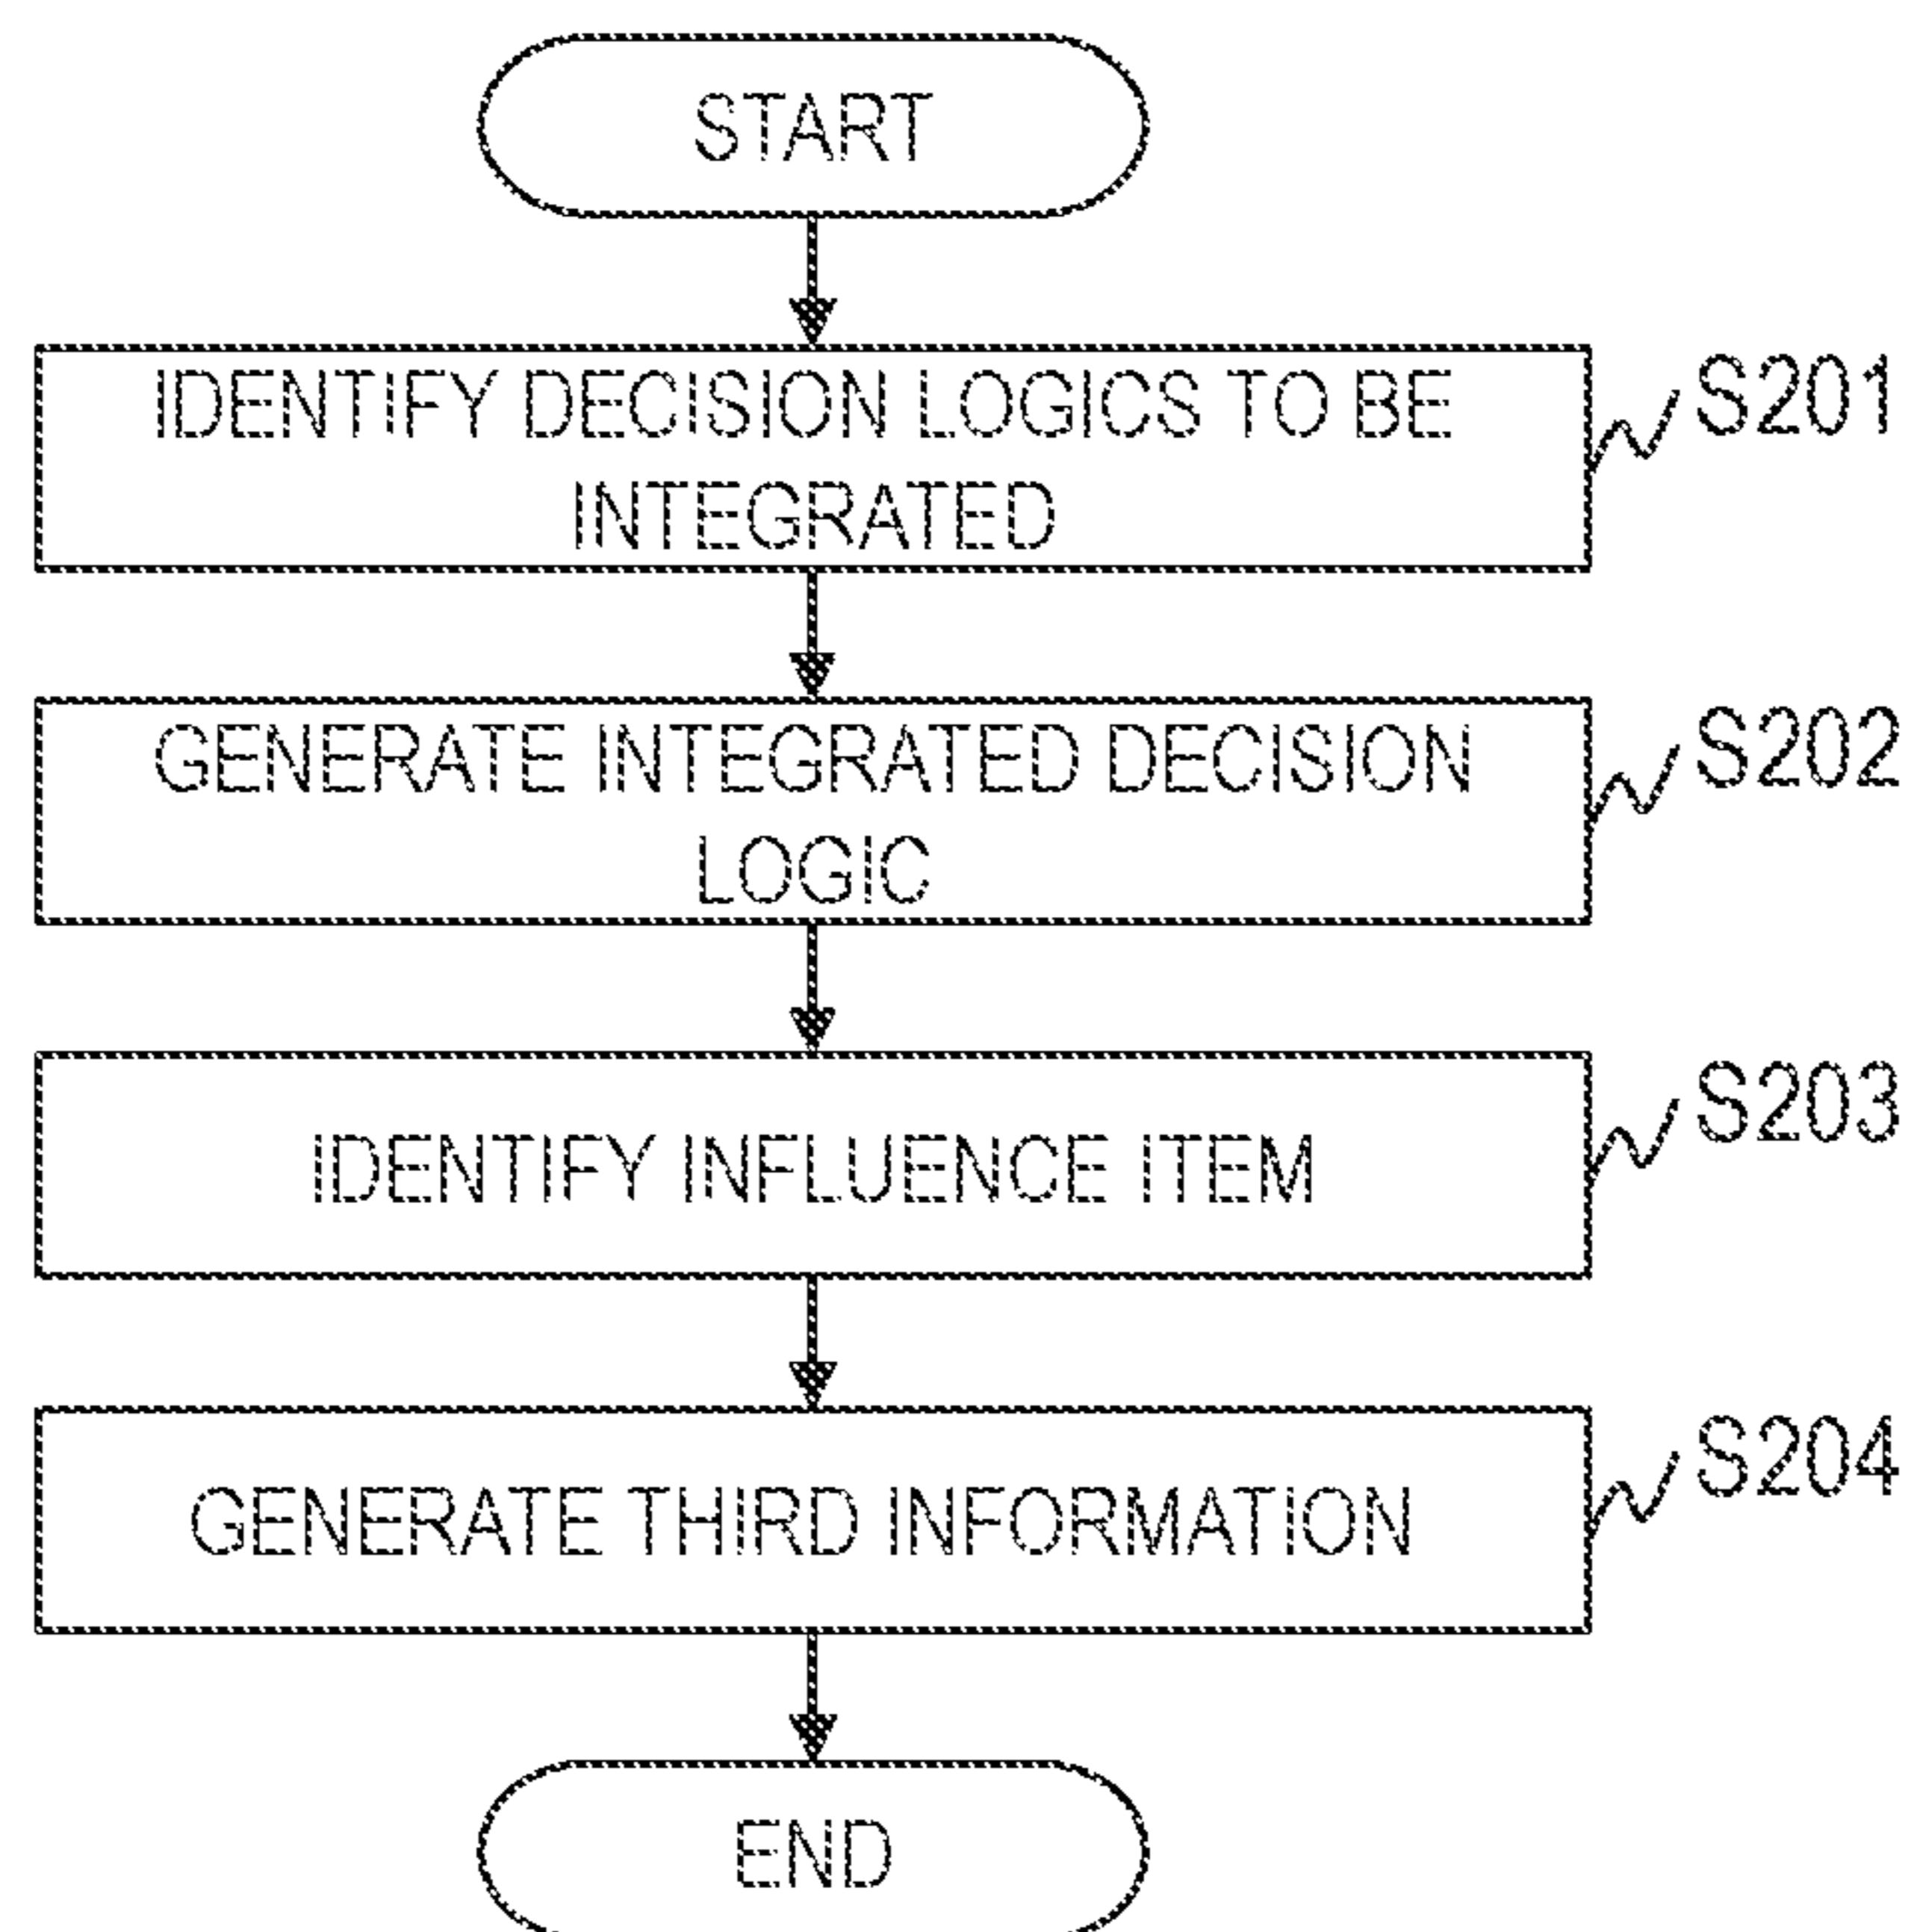 START
IDENTIFY DECISION LOGICS TO BE
INTEGRATED
S201
GENERATE INTEGRATED DECISION
LOGIC
S202
IDENTIFY INFLUENCE ITEM
S203
GENERATE THIRD INFORMATION
S204
END